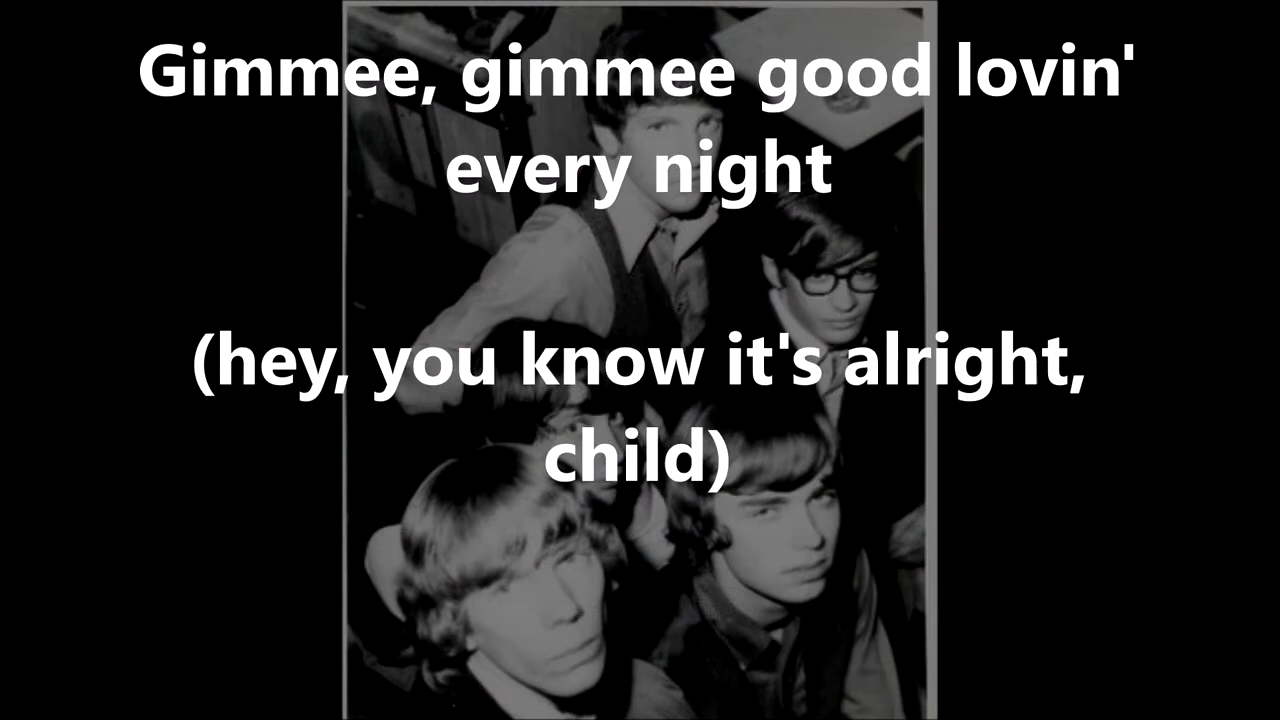 Gimmee, gimmee good lovin'
every night
(hey, you know it's alright,
child)